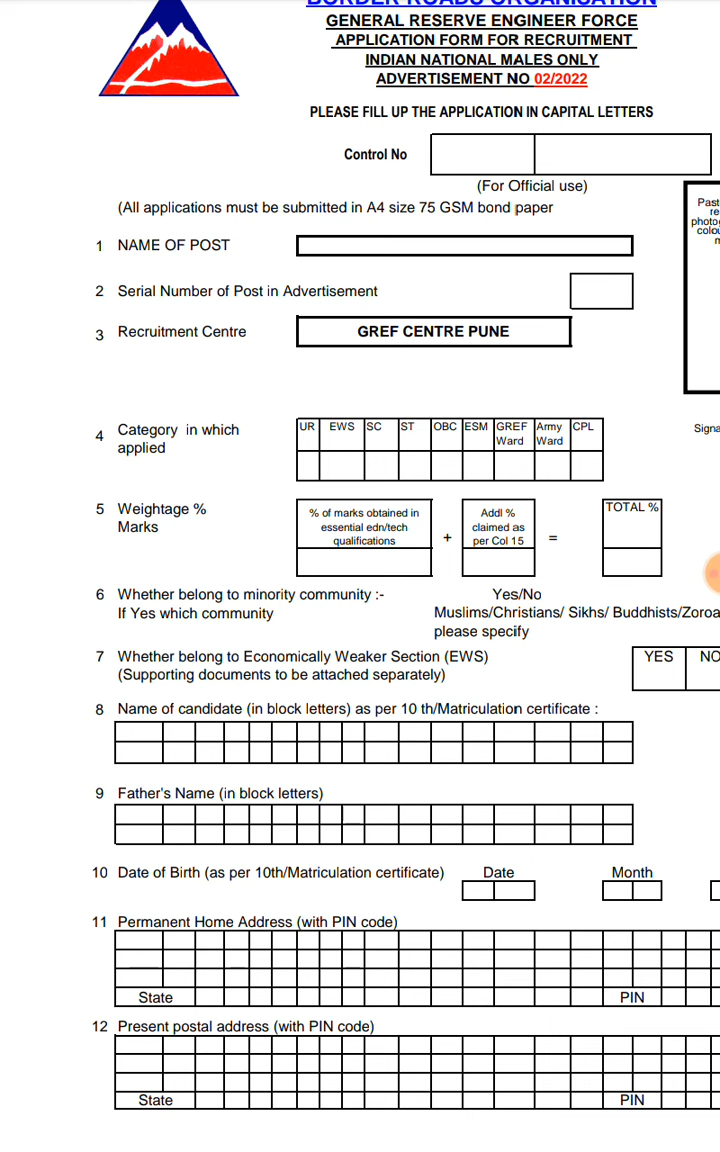 BORDER ROADS ORGANISATION
GENERAL RESERVE ENGINEER FORCE
APPLICATION FORM FOR RECRUITMENT
INDIAN NATIONAL MALES ONLY
ADVERTISEMENT NO 02/2022
PLEASE FILL UP THE APPLICATION IN CAPITAL LETTERS
Control No
(For Official use)
(All applications must be submitted in A4 size 75 GSM bond paper
Past
re
photog
colou
m
1 NAME OF POST
2 Serial Number of Post in Advertisement
3 Recruitment Centre GREF CENTRE PUNE
4 Category in which applied
UR EWS SC ST OBC ESM GREF Ward Army Ward CPL
Signa
5 Weightage % Marks
% of marks obtained in essential edn/tech qualifications + Addl % claimed as per Col 15 = TOTAL %
6 Whether belong to minority community :- Yes/No
If Yes which community Muslims/Christians/ Sikhs/ Buddhists/Zoroa
please specify
7 Whether belong to Economically Weaker Section (EWS) YES NO
(Supporting documents to be attached separately)
8 Name of candidate (in block letters) as per 10 th/Matriculation certificate :
9 Father's Name (in block letters)
10 Date of Birth (as per 10th/Matriculation certificate) Date Month
11 Permanent Home Address (with PIN code)
State PIN
12 Present postal address (with PIN code)
State PIN